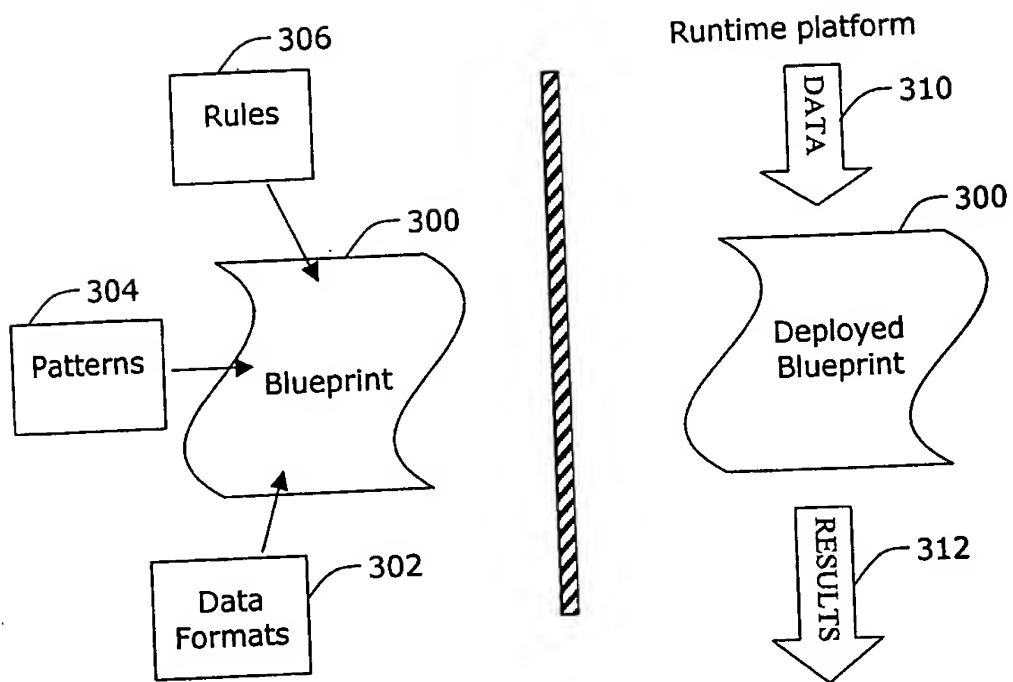 306
Rules
300
304
Patterns
Blueprint
302
Data
Formats
Runtime platform
DATA
310
300
Deployed
Blueprint
RESULTS
312